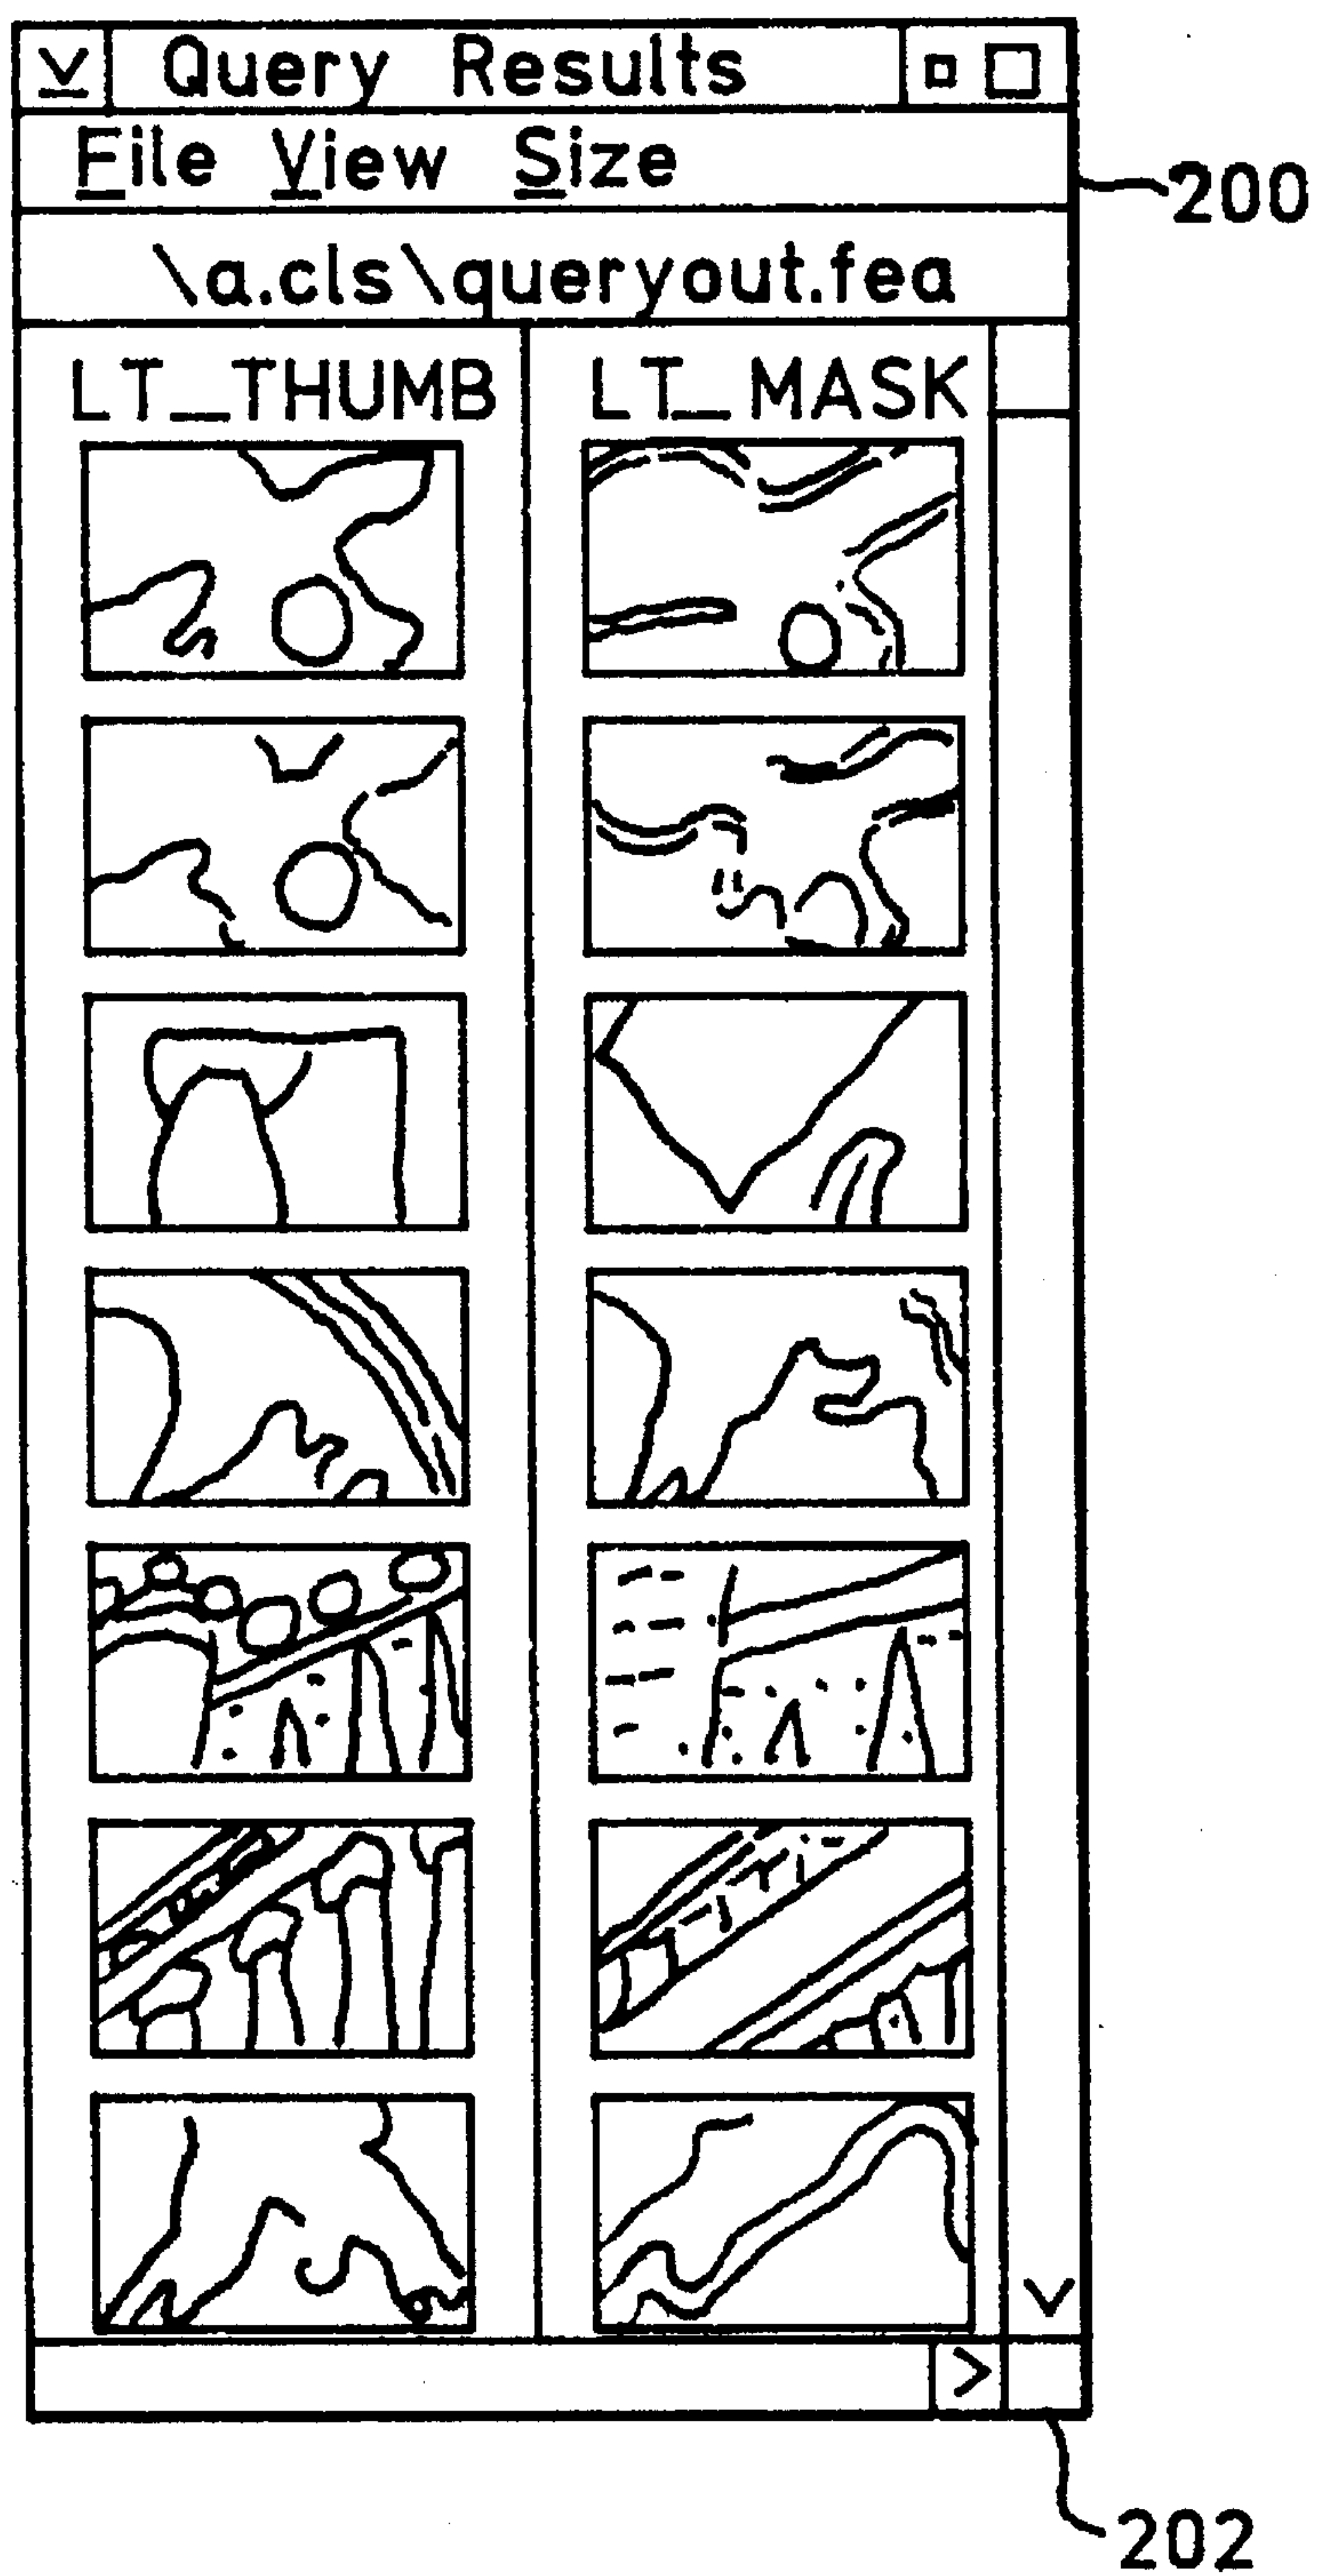 Query Results
File View Size
200
\a.cls\queryout.fea
LT_THUMB LT_MASK
202